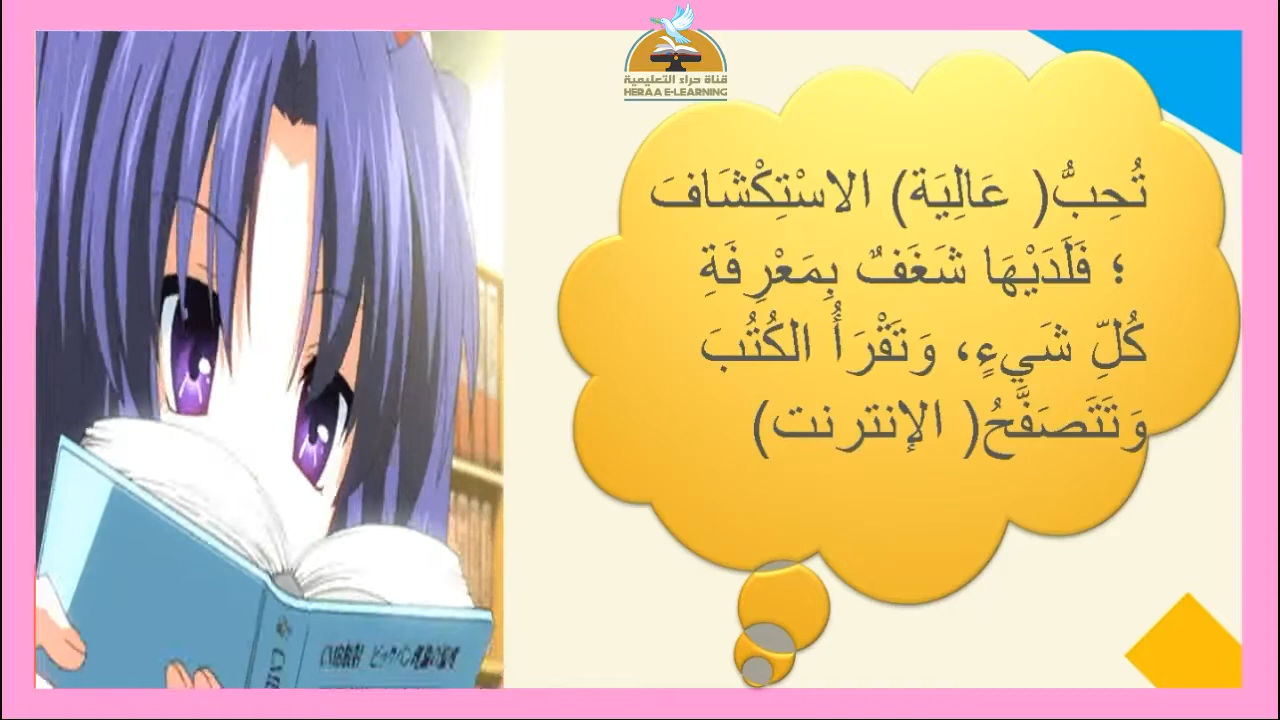 قناة حراء التعليمية
HERAA E-LEARNING
تُحِبُّ( عَالِيَة) الاسْتِكْشَافَ
؛ فَلَدَيْهَا شَغَفٌ بِمَعْرِفَةِ
كُلِّ شَيءٍ، وَتَقْرَأُ الكُتُبَ
وَتَتَصَفَّحُ( الإنترنت)